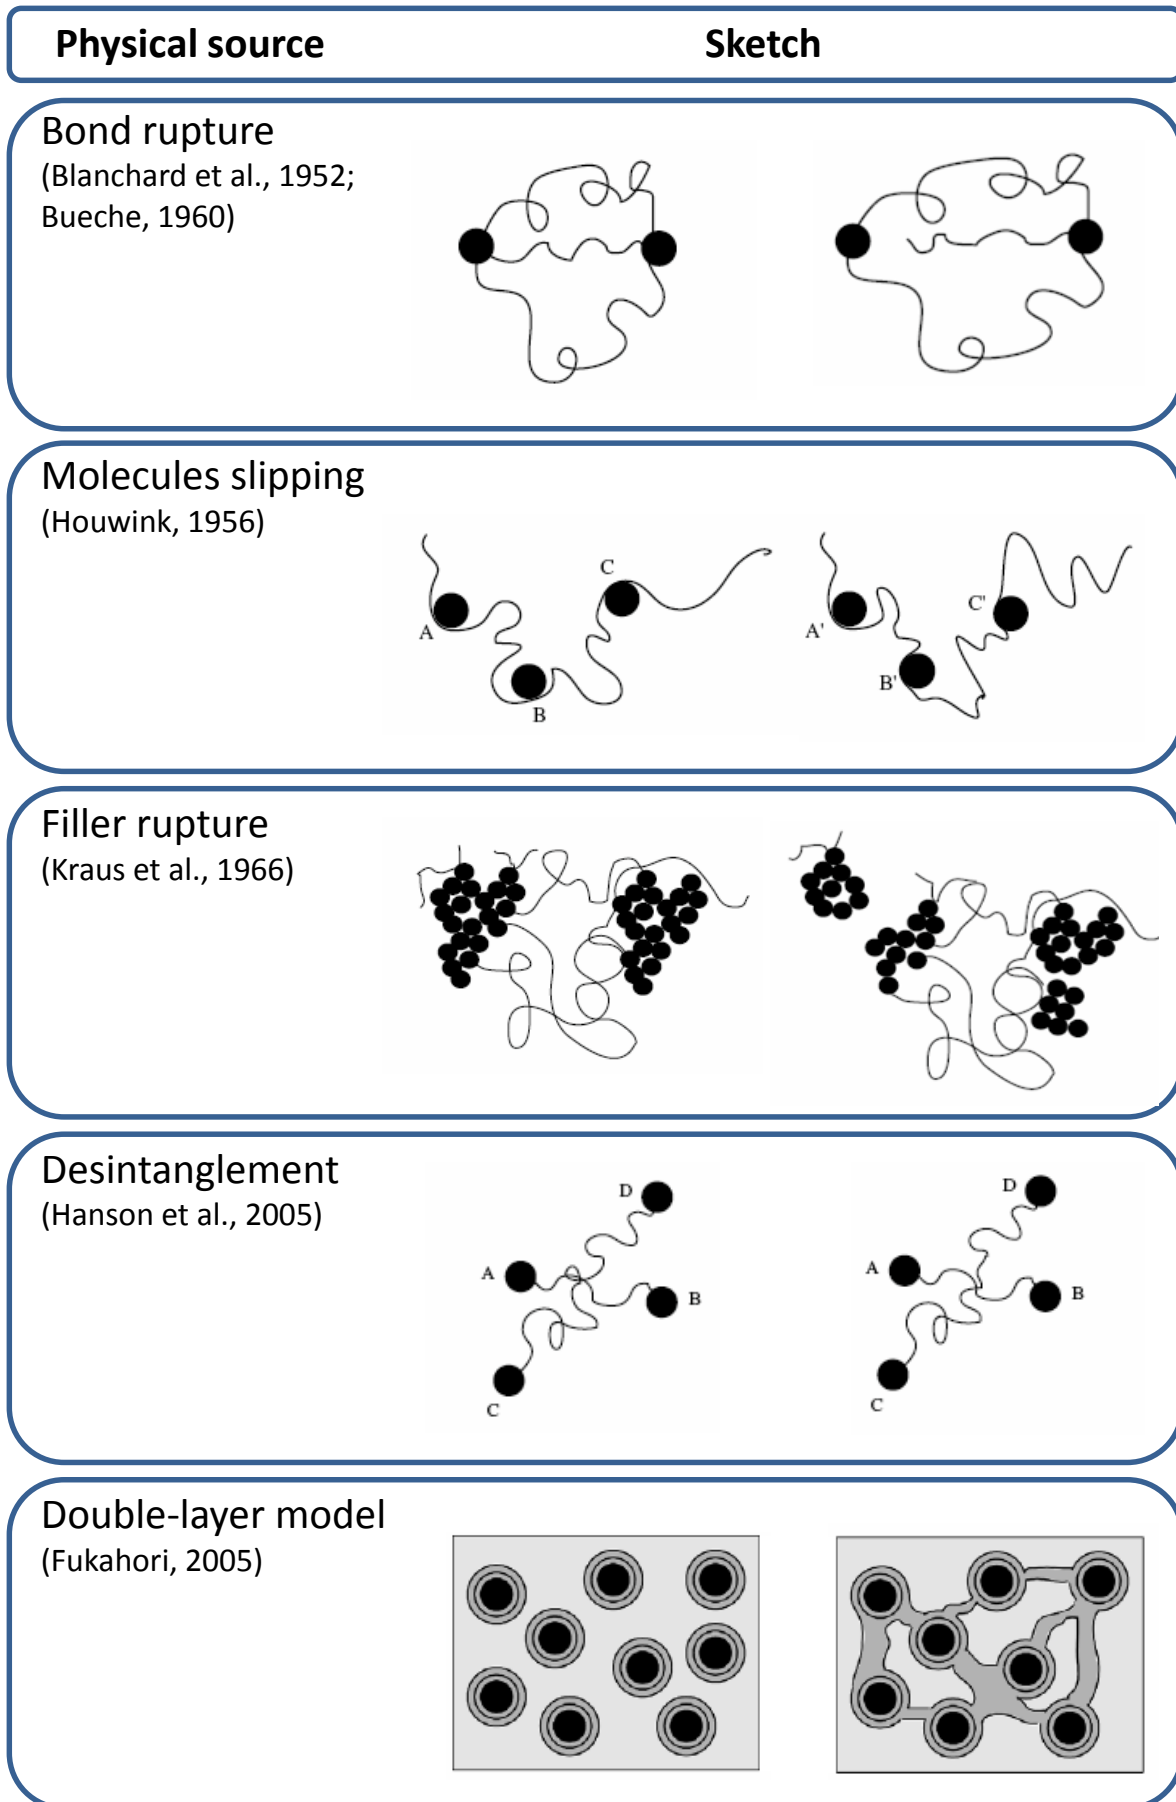 Physical source Sketch
Bond rupture
(Blanchard et al., 1952;
Bueche, 1960)
Molecules slipping
(Houwink, 1956)
A
B
C
A'
B'
C'
Filler rupture
(Kraus et al., 1966)
Desintanglement
(Hanson et al., 2005)
D
A
B
C
D
A
B
C
Double-layer model
(Fukahori, 2005)